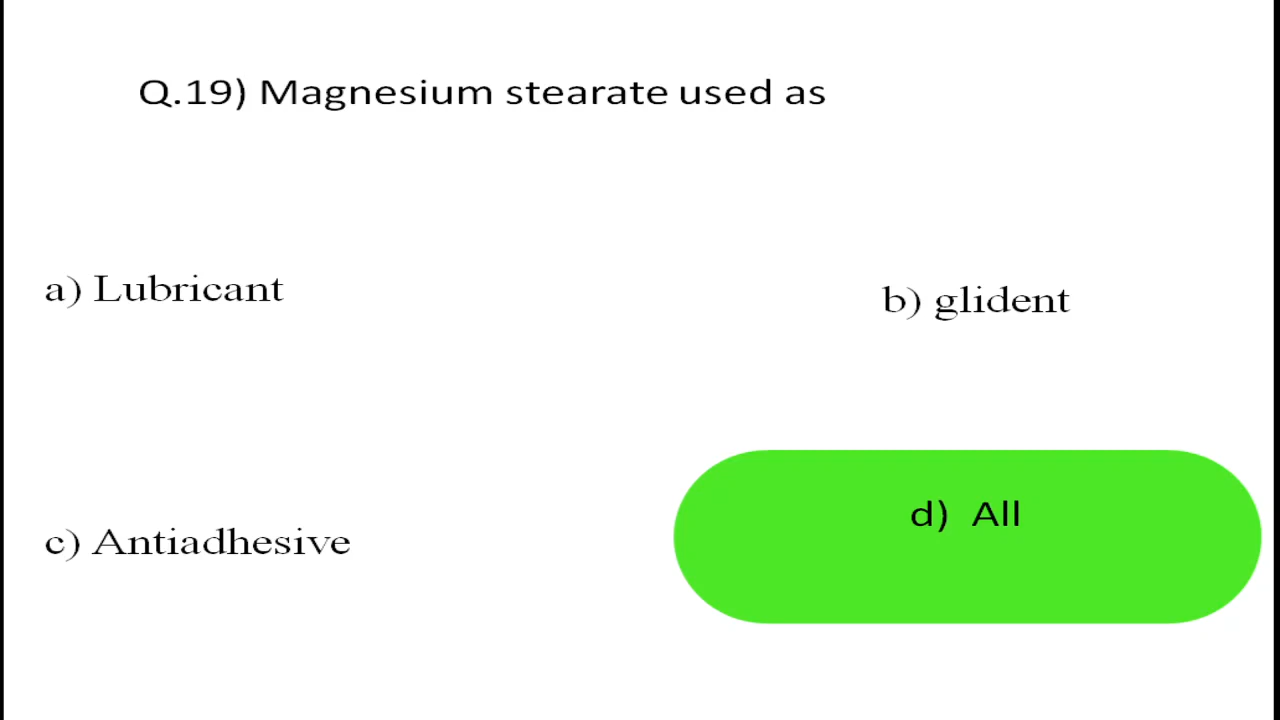 Q.19) Magnesium stearate used as
a) Lubricant
b) glident
c) Antiadhesive
d) All